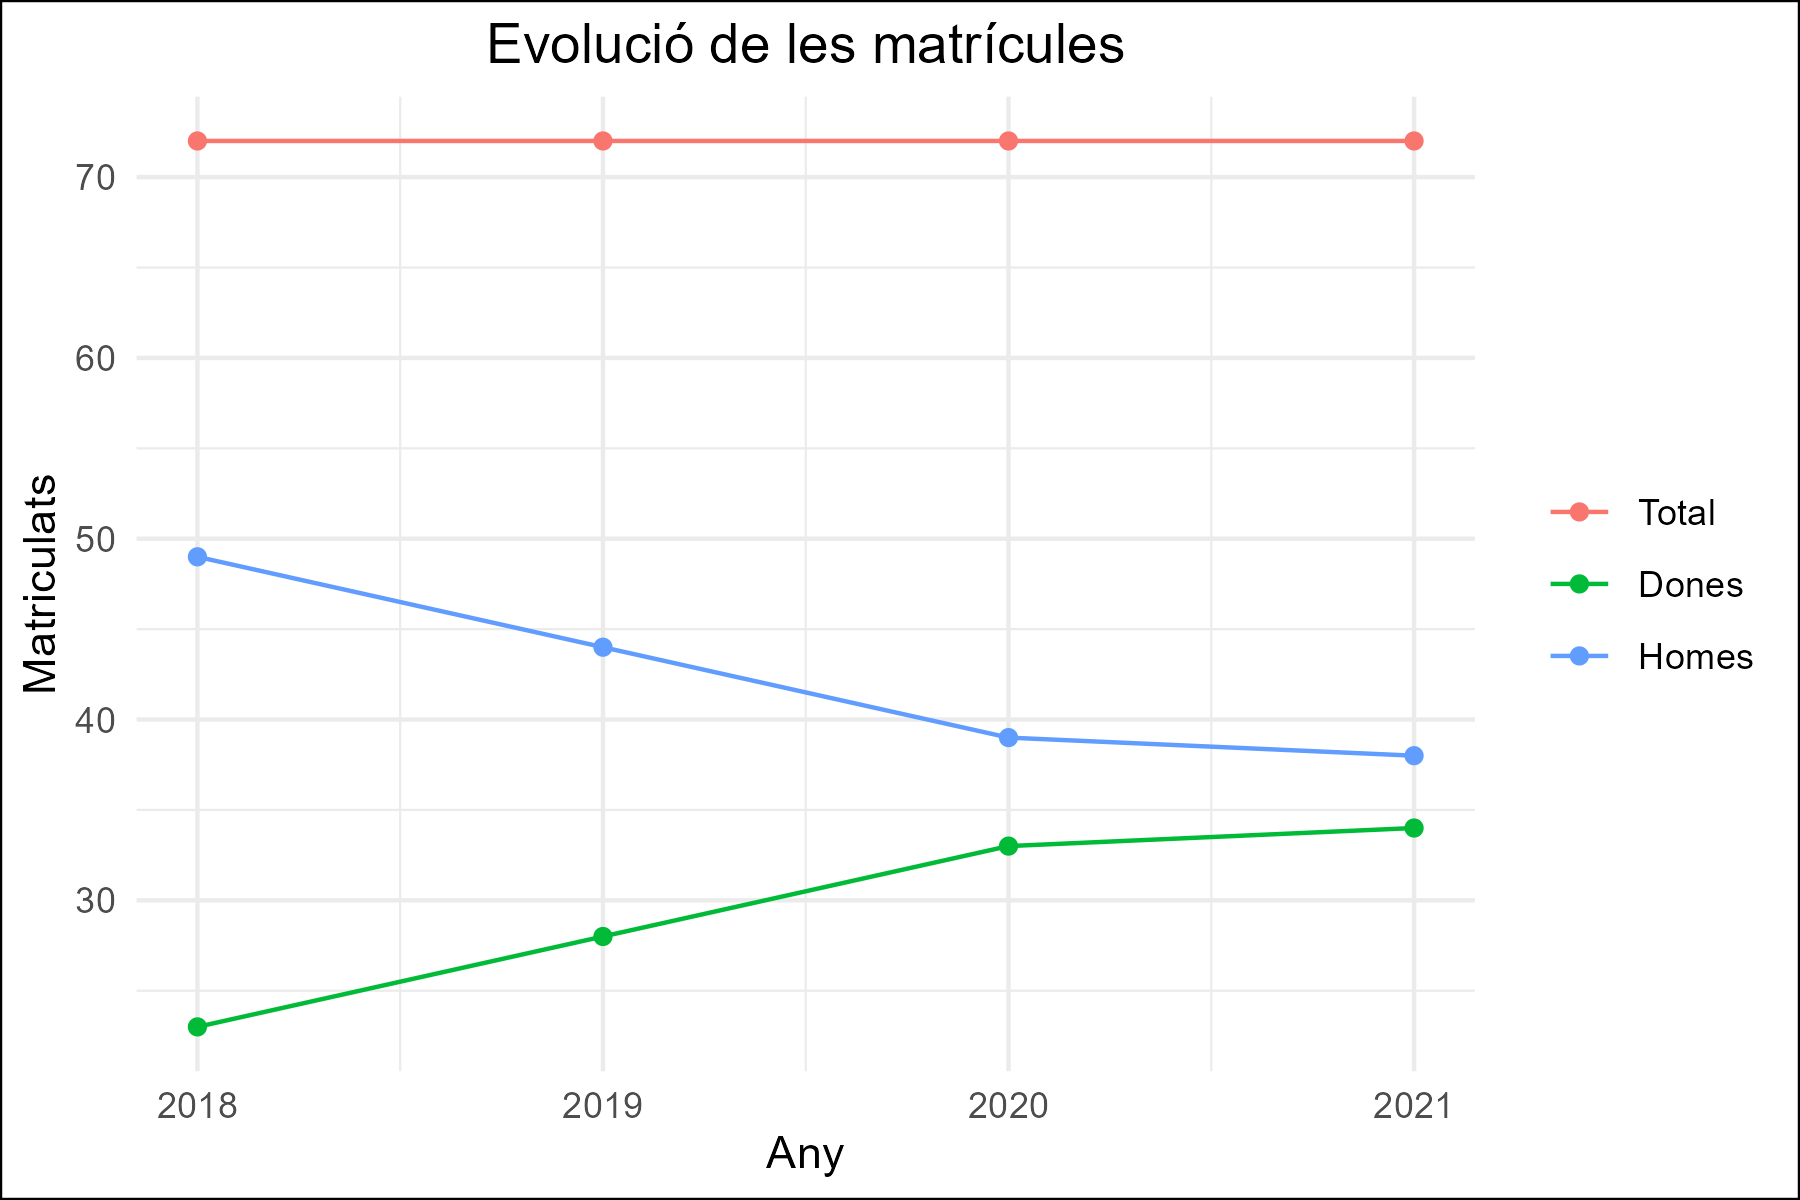 Evolució de les matrícules
Matriculats
70
60
50
40
30
2018 2019 2020 2021
Any
Total
Dones
Homes